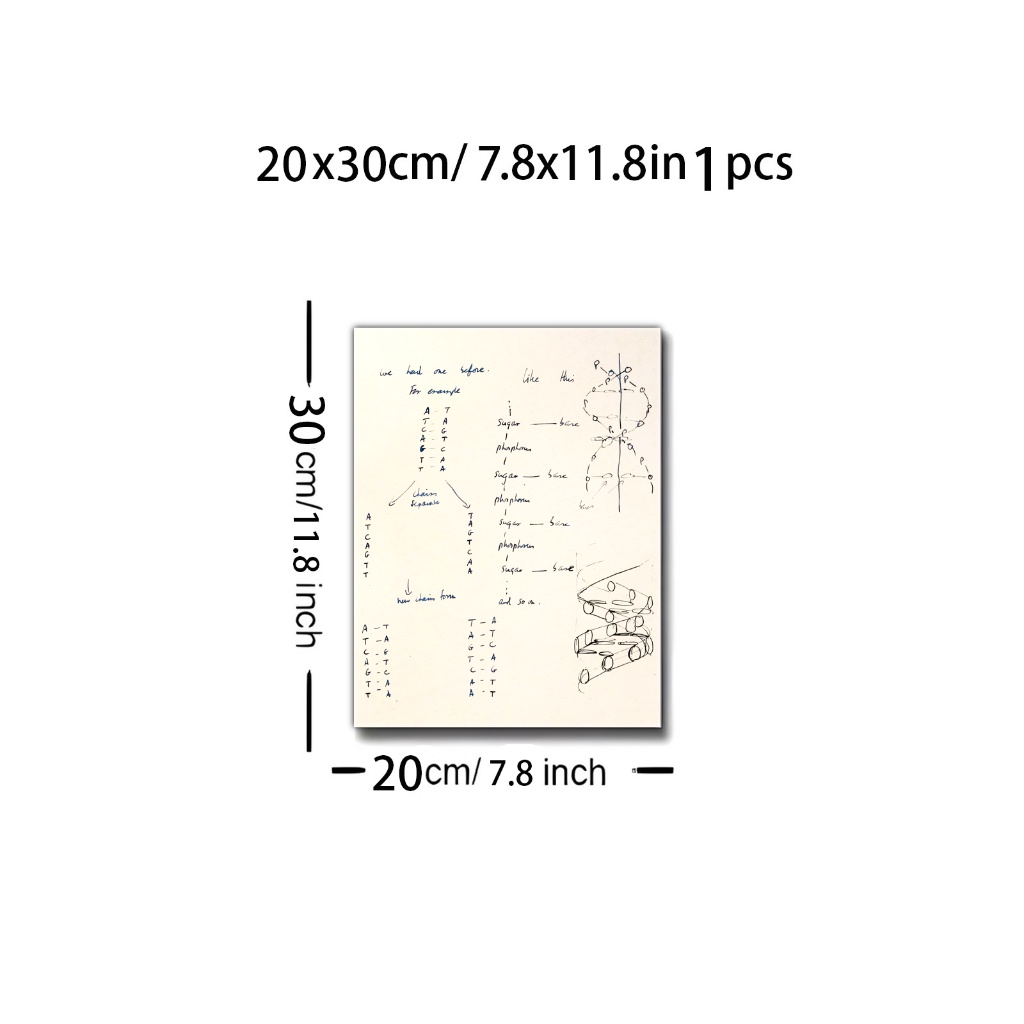 20x30cm/ 7.8x11.8in 1 pcs
30cm/11.8 inch
we had one before.
For example
A T
T A
C G
A - T
G - C
T - A
T - A
chains
separate
A
T
C
A
G
T
T
T
A
G
T
C
A
A
new chains form
A - T
T - A
C - G
A - T
G - C
T - A
T - A
T - A
A - T
G - C
T - A
C - G
A - T
A - T
like this
sugar — base
phosphorus
sugar — base
phosphorus
sugar — base
phosphorus
sugar — base
and so on.
P
P
P
P
P
20cm/ 7.8 inch